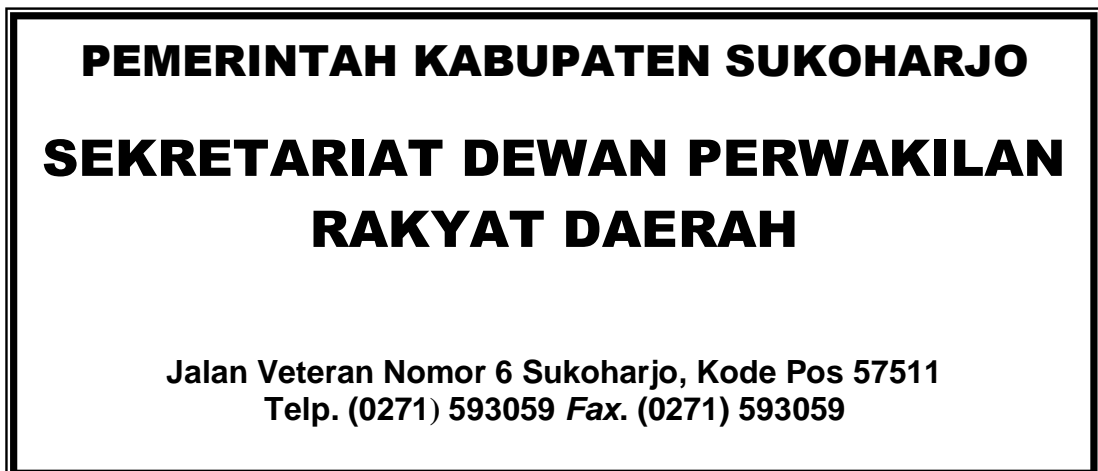 PEMERINTAH KABUPATEN SUKOHARJO
SEKRETARIAT DEWAN PERWAKILAN
RAKYAT DAERAH
Jalan Veteran Nomor 6 Sukoharjo, Kode Pos 57511
Telp. (0271) 593059 Fax. (0271) 593059